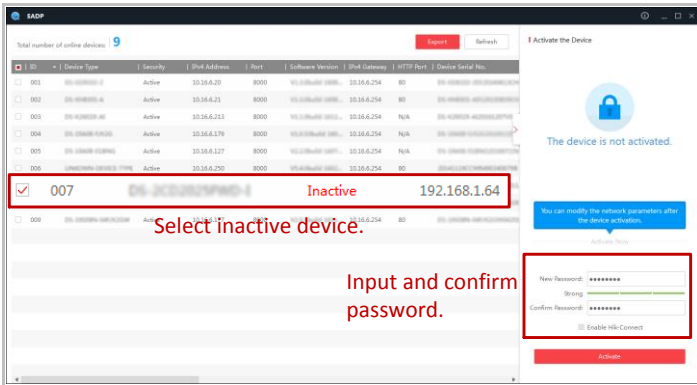 SADP
Total number of online devices: 9
Export
Refresh
ID
Device Type
Security
IPv4 Address
Port
Software Version
IPv4 Gateway
HTTP Port
Device Serial No.
001 Active 10.16.6.20 8000 10.16.6.254 80
002 Active 10.16.6.21 8000 10.16.6.254 80
003 Active 10.16.6.213 8000 10.16.6.254 N/A
004 Active 10.16.6.179 8000 10.16.6.254 N/A
005 Active 10.16.6.127 8000 10.16.6.254 N/A
006 Active 10.16.6.250 8000 10.16.6.254 N/A
007 DS-2CD2025FWD-I Inactive 192.168.1.64
009 Active 8000 10.16.6.254 80
Select inactive device.
Input and confirm
password.
Activate the Device
The device is not activated.
You can modify the network parameters after
the device activation.
Activate Now
New Password:
Strong
Confirm Password:
Enable Hik-Connect
Activate